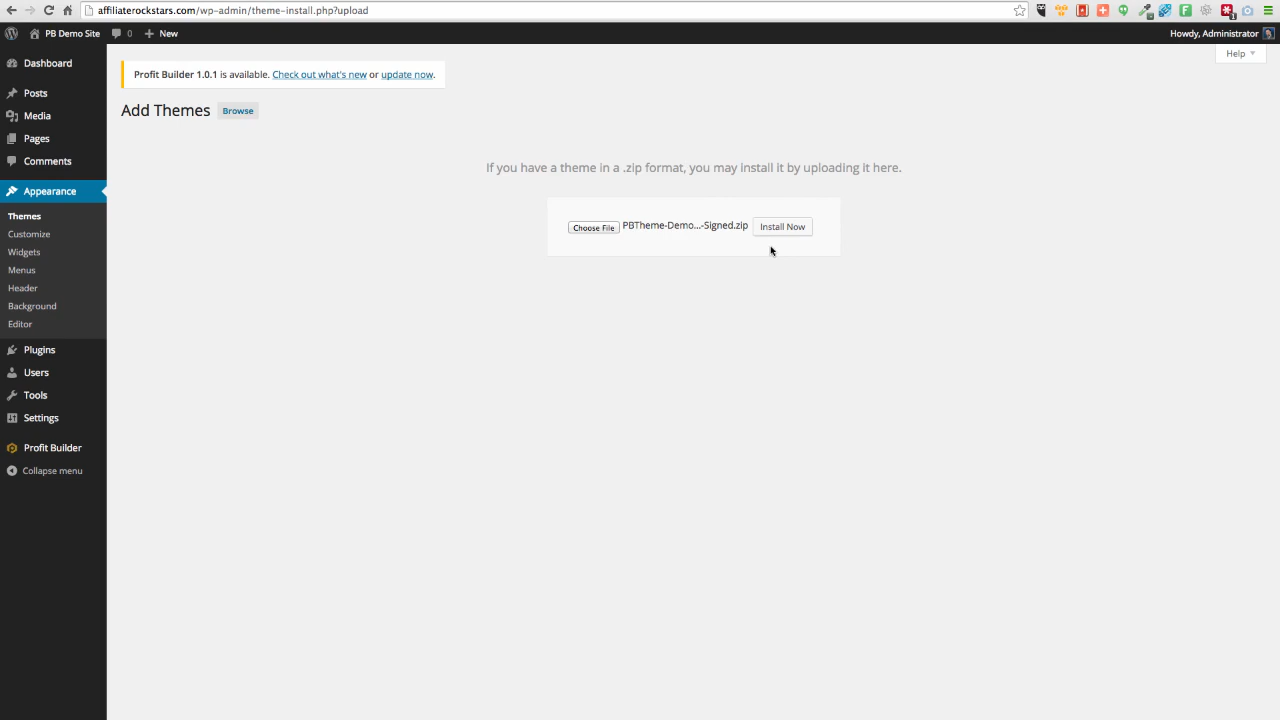 affiliaterockstars.com/wp-admin/theme-install.php?upload
PB Demo Site
0
New
Howdy, Administrator
Help
Dashboard
Posts
Media
Pages
Comments
Appearance
Themes
Customize
Widgets
Menus
Header
Background
Editor
Plugins
Users
Tools
Settings
Profit Builder
Collapse menu
Profit Builder 1.0.1 is available. Check out what's new or update now.
Add Themes
Browse
If you have a theme in a .zip format, you may install it by uploading it here.
Choose File
PBTheme-Demo...-Signed.zip
Install Now